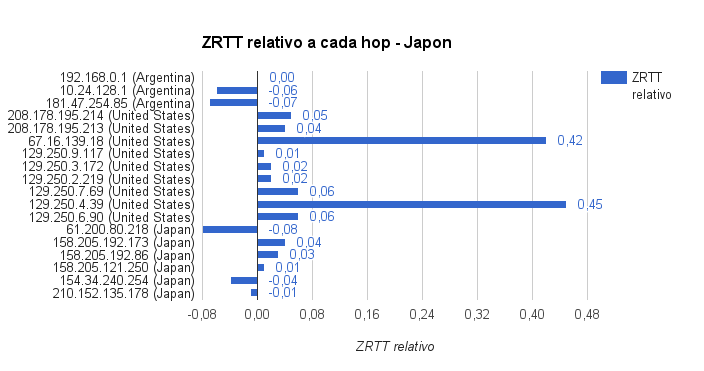 ZRTT relativo a cada hop - Japon
192.168.0.1 (Argentina) 0,00
10.24.128.1 (Argentina) -0,06
181.47.254.85 (Argentina) -0,07
208.178.195.214 (United States) 0,05
208.178.195.213 (United States) 0,04
67.16.139.18 (United States) 0,42
129.250.9.117 (United States) 0,01
129.250.3.172 (United States) 0,02
129.250.2.219 (United States) 0,02
129.250.7.69 (United States) 0,06
129.250.4.39 (United States) 0,45
129.250.6.90 (United States) 0,06
61.200.80.218 (Japan) -0,08
158.205.192.173 (Japan) 0,04
158.205.192.86 (Japan) 0,03
158.205.121.250 (Japan) 0,01
154.34.240.254 (Japan) -0,04
210.152.135.178 (Japan) -0,01
-0,08 0,00 0,08 0,16 0,24 0,32 0,40 0,48
ZRTT relativo
ZRTT
relativo